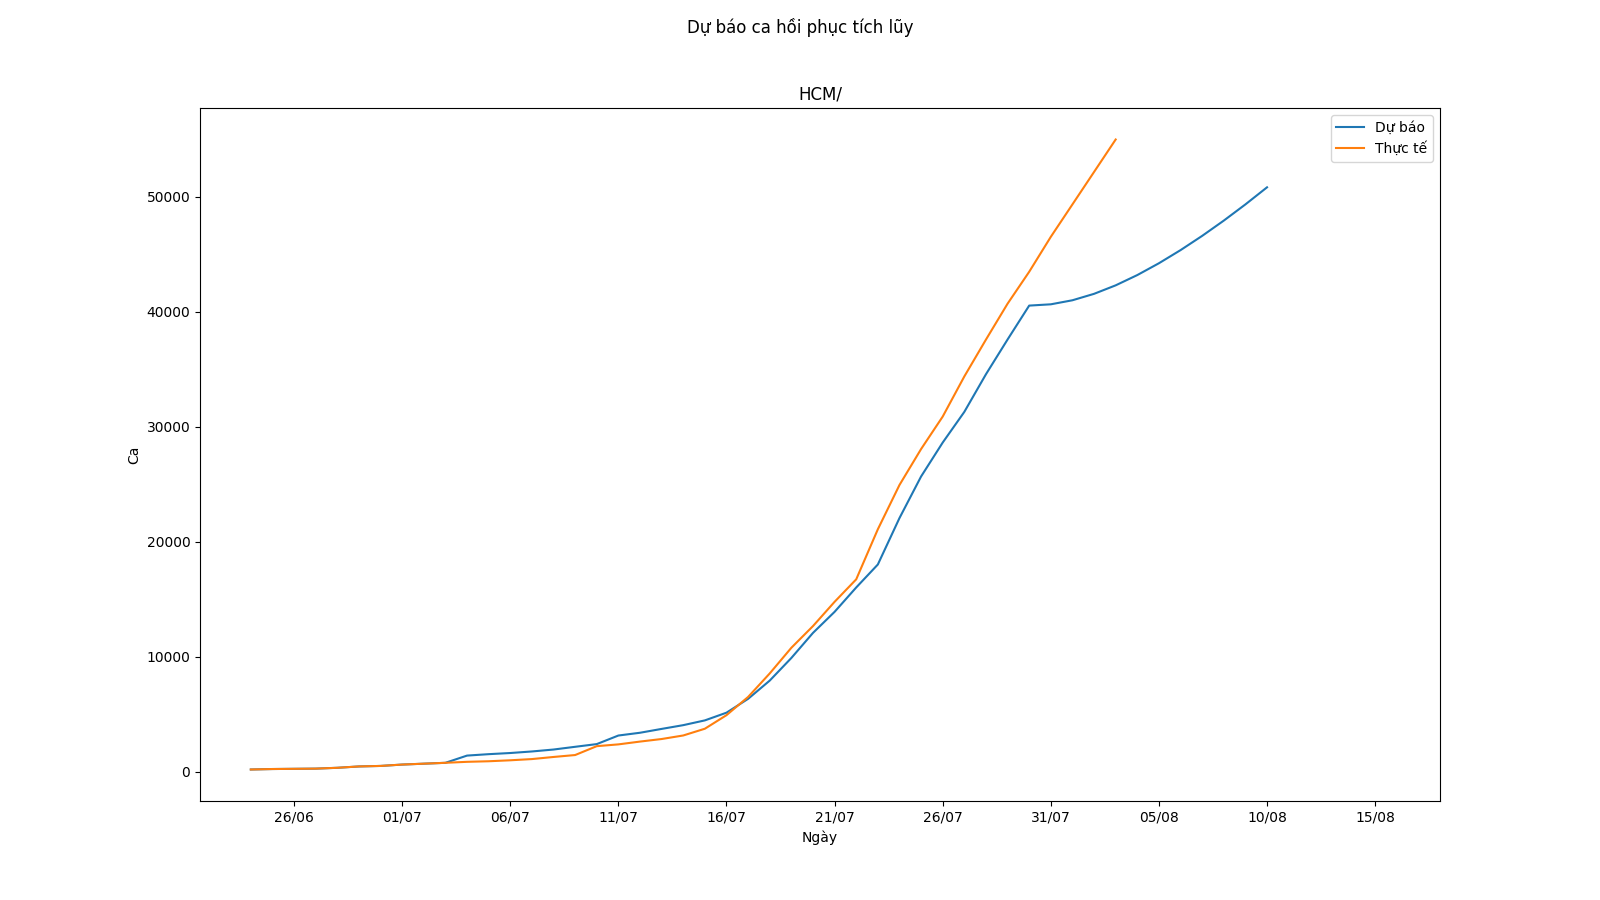 Dự báo ca hồi phục tích lũy
HCM/
Dự báo
Thực tế
50000
40000
30000
20000
10000
0
Ca
26/06
01/07
06/07
11/07
16/07
21/07
26/07
31/07
05/08
10/08
15/08
Ngày